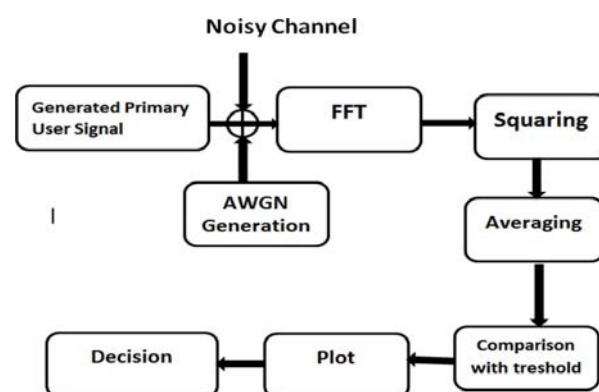 Noisy Channel
Generated Primary
User Signal
FFT
Squaring
AWGN
Generation
Averaging
Comparison
with treshold
Plot
Decision